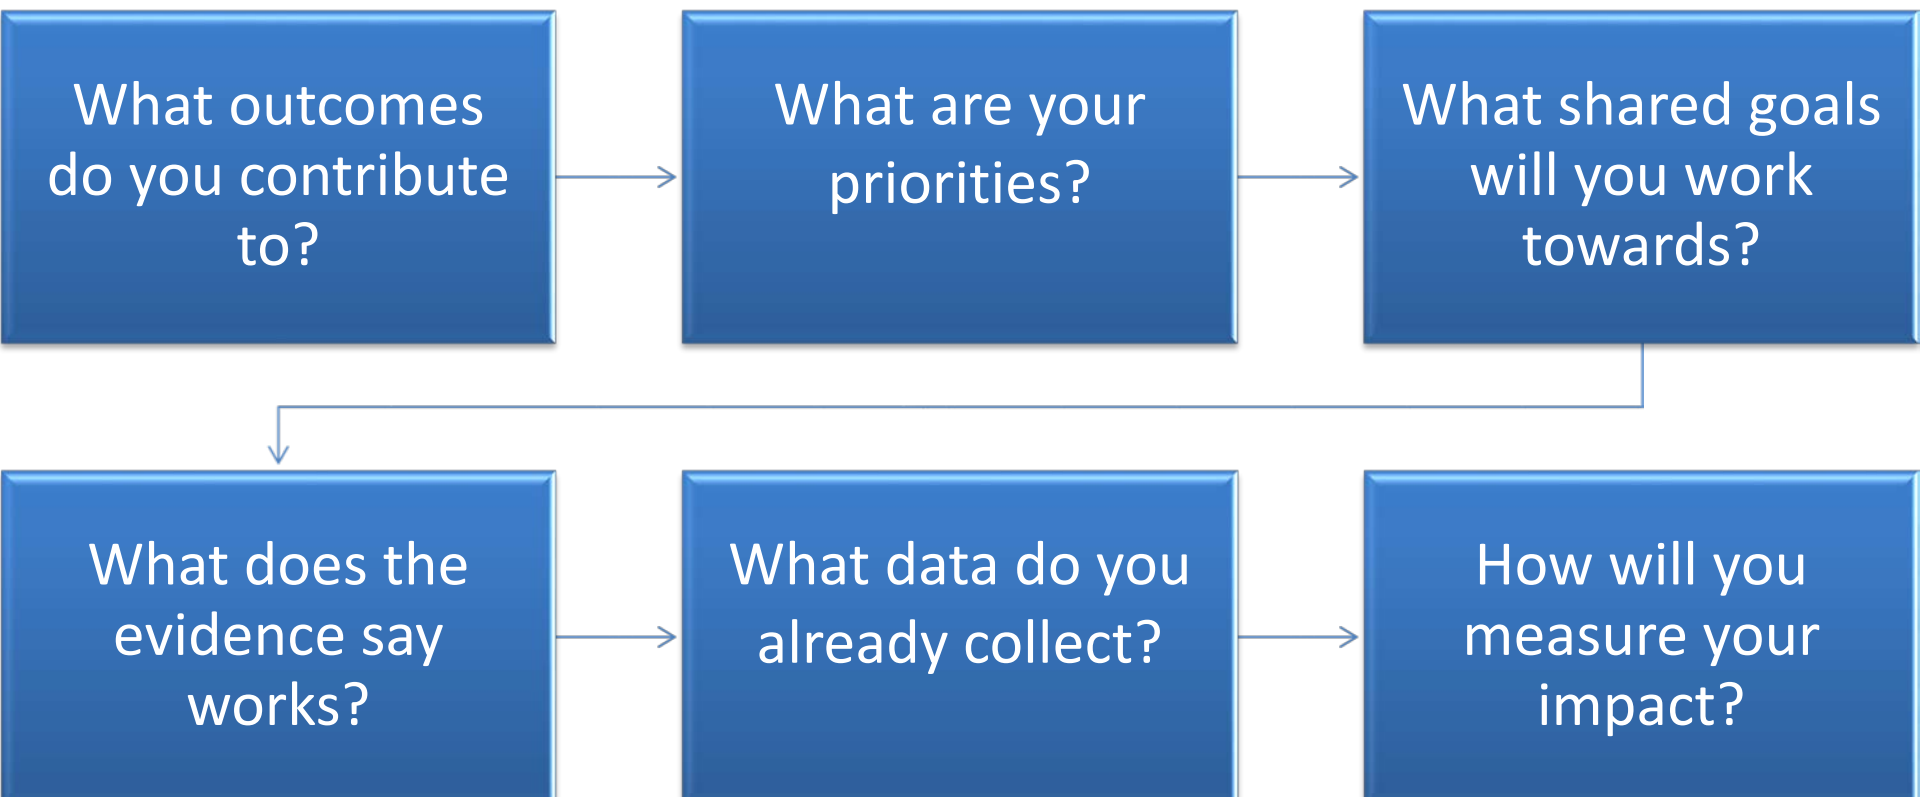 What outcomes
do you contribute
to?
What are your
priorities?
What shared goals
will you work
towards?
What does the
evidence say
works?
What data do you
already collect?
How will you
measure your
impact?